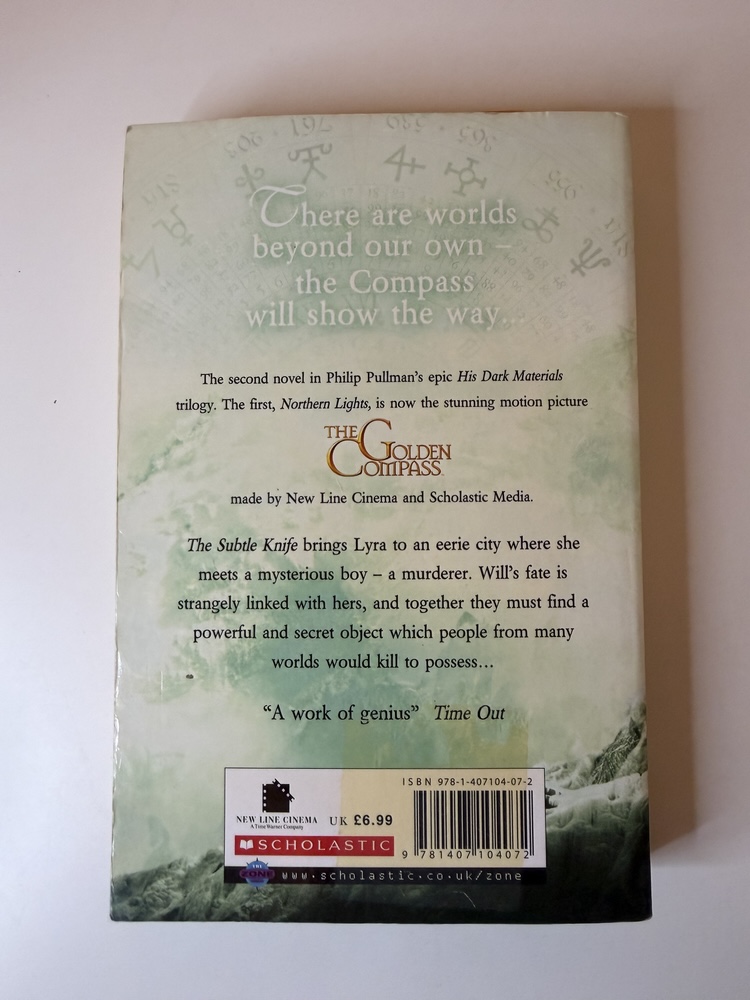 There are worlds
beyond our own –
the Compass
will show the way...
The second novel in Philip Pullman's epic His Dark Materials
trilogy. The first, Northern Lights, is now the stunning motion picture
THE GOLDEN
COMPASS
made by New Line Cinema and Scholastic Media.
The Subtle Knife brings Lyra to an eerie city where she
meets a mysterious boy – a murderer. Will's fate is
strangely linked with hers, and together they must find a
powerful and secret object which people from many
worlds would kill to possess...
"A work of genius" Time Out
ISBN 978-1-407104-07-2
NEW LINE CINEMA
A Time Warner Company
UK £6.99
SCHOLASTIC
9 781407 104072
THE ZONE
www.scholastic.co.uk/zone